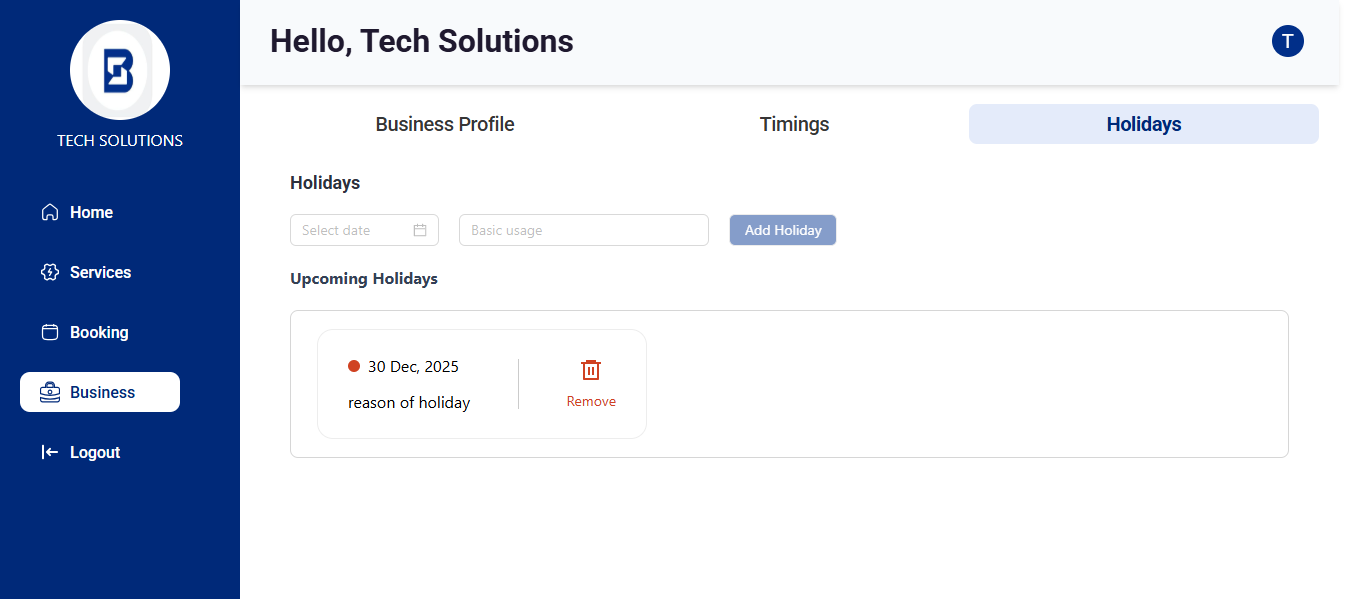 TECH SOLUTIONS
Home
Services
Booking
Business
Logout
Hello, Tech Solutions
T
Business Profile
Timings
Holidays
Holidays
Select date
Basic usage
Add Holiday
Upcoming Holidays
30 Dec, 2025
reason of holiday
Remove